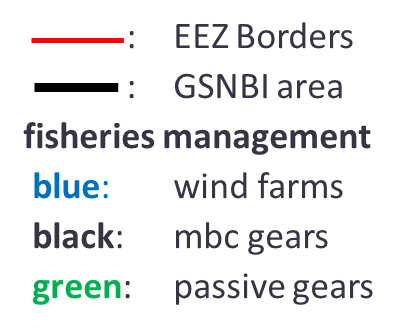 : EEZ Borders
: GSNBI area
fisheries management
blue: wind farms
black: mbc gears
green: passive gears